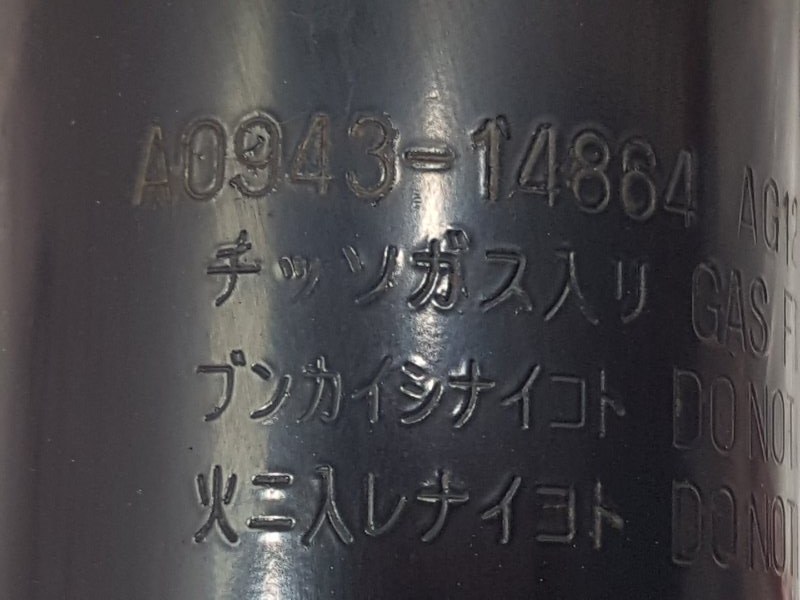 A0943-14864
チッソガス入リ
ブンカイシナイコト
火ニ入レナイヨト
AG12
GAS
DO NOT
DO NOT